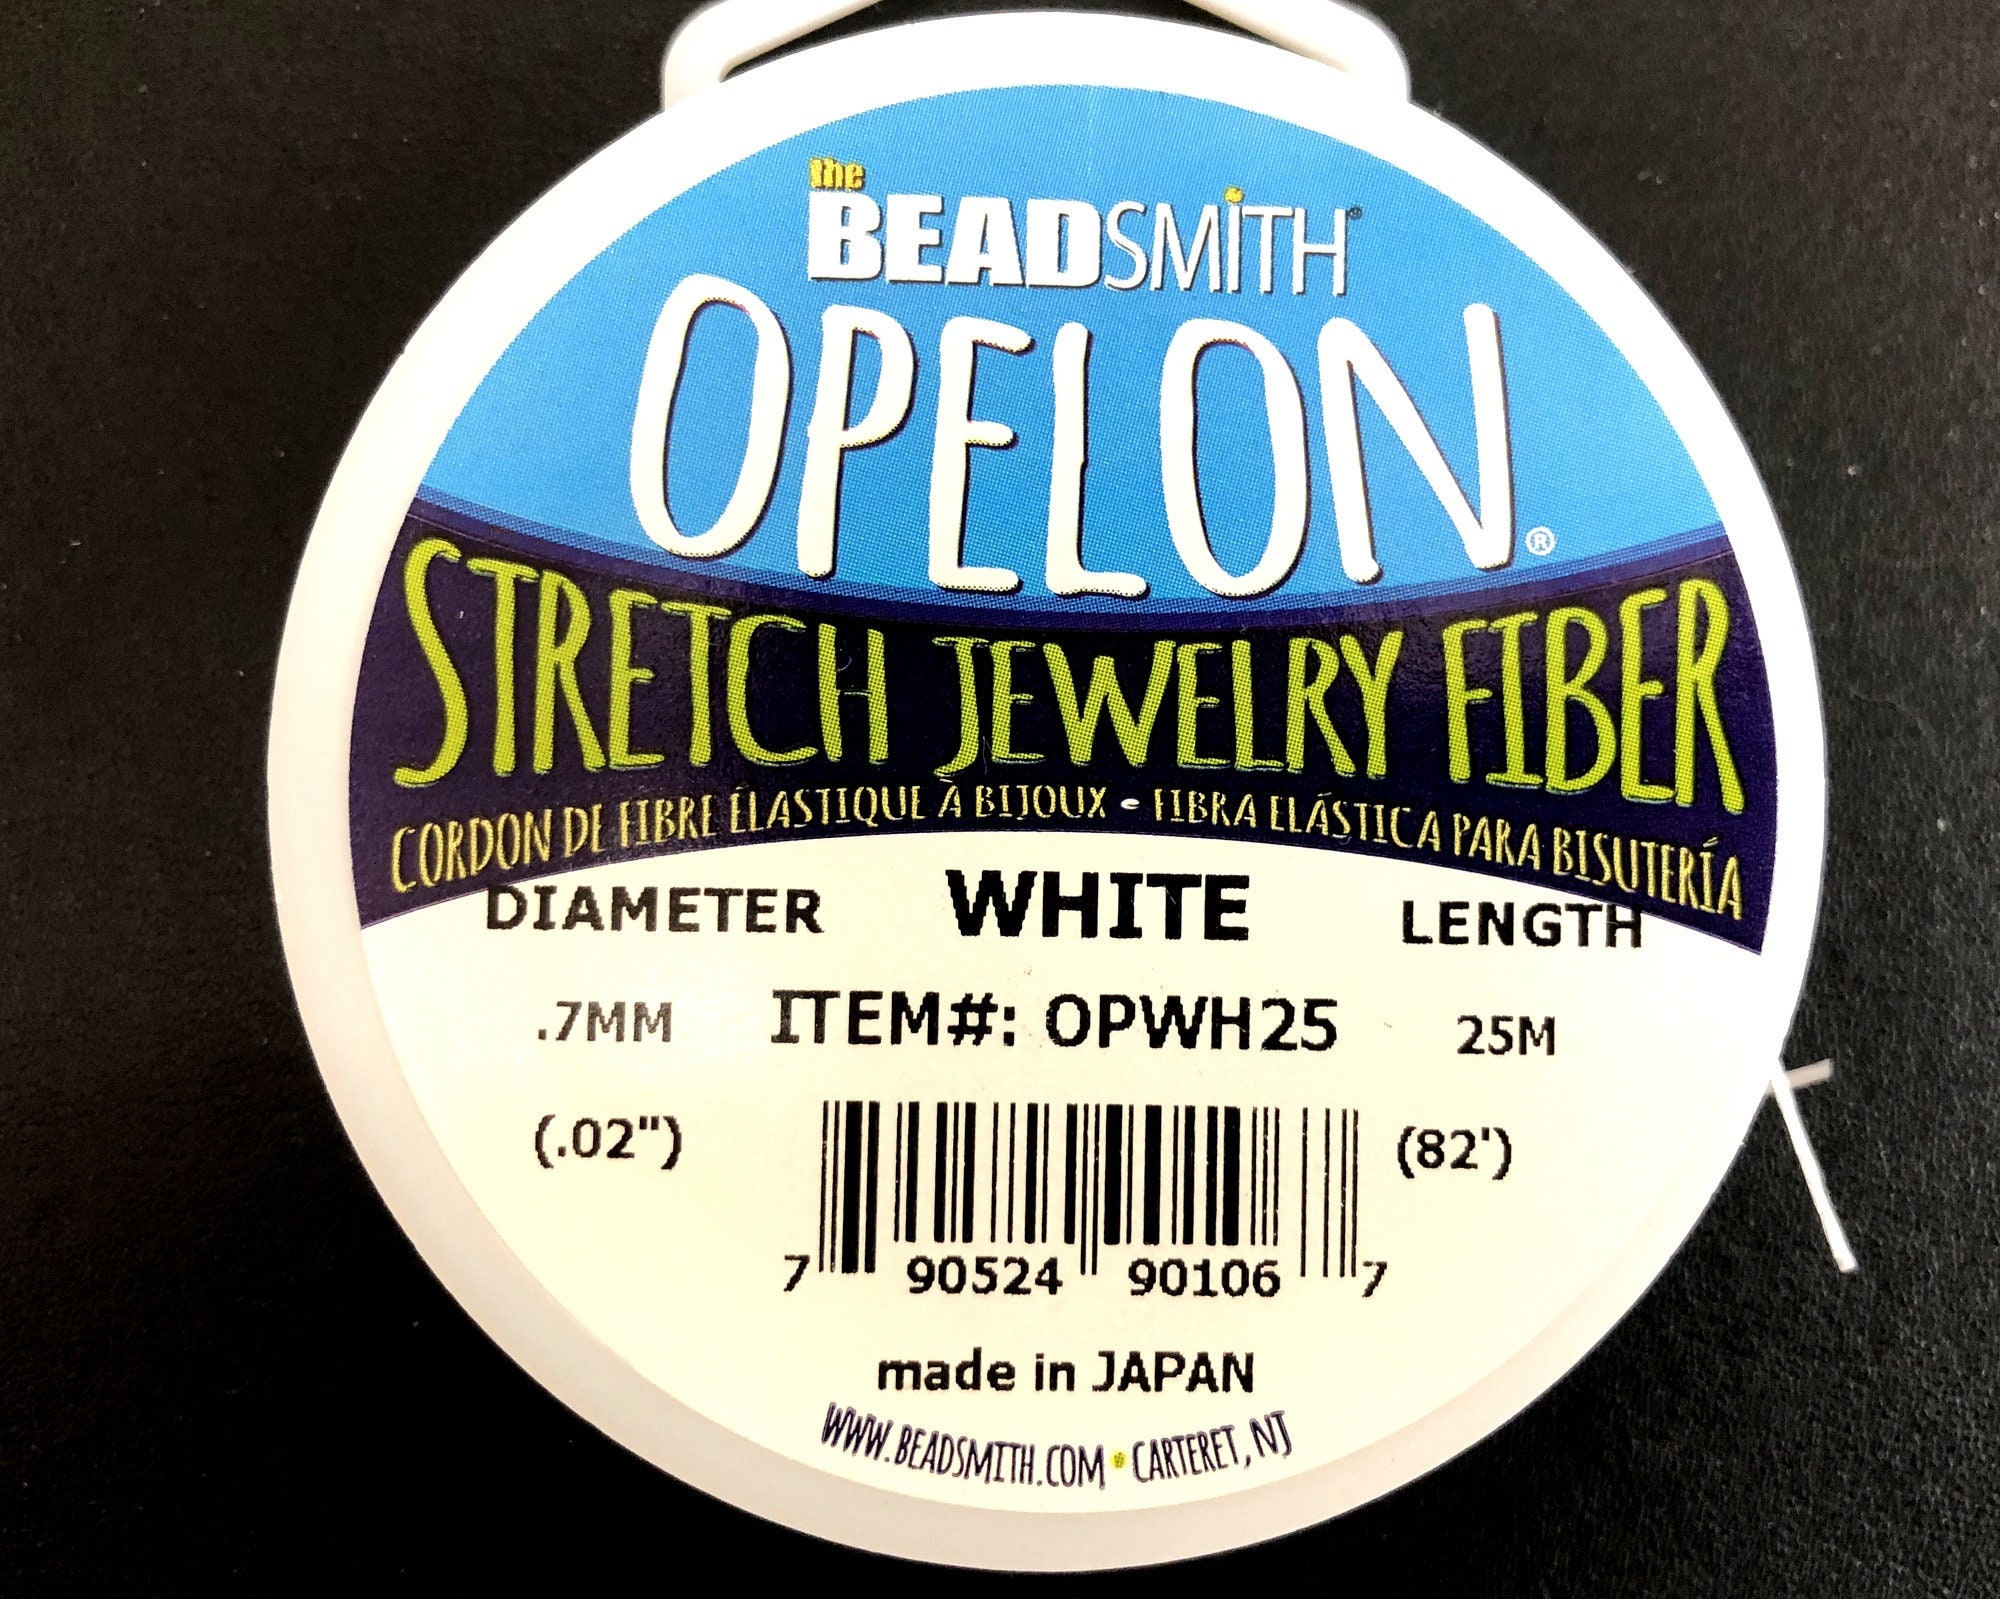 the
BEADSMITH®
OPELON®
STRETCH JEWELRY FIBER
CORDON DE FIBRE ÉLASTIQUE À BIJOUX • FIBRA ELÁSTICA PARA BISUTERÍA
DIAMETER WHITE LENGTH
.7MM ITEM#: OPWH25 25M
(.02") (82')
7 90524 90106 7
made in JAPAN
WWW.BEADSMITH.COM • CARTERET, NJ